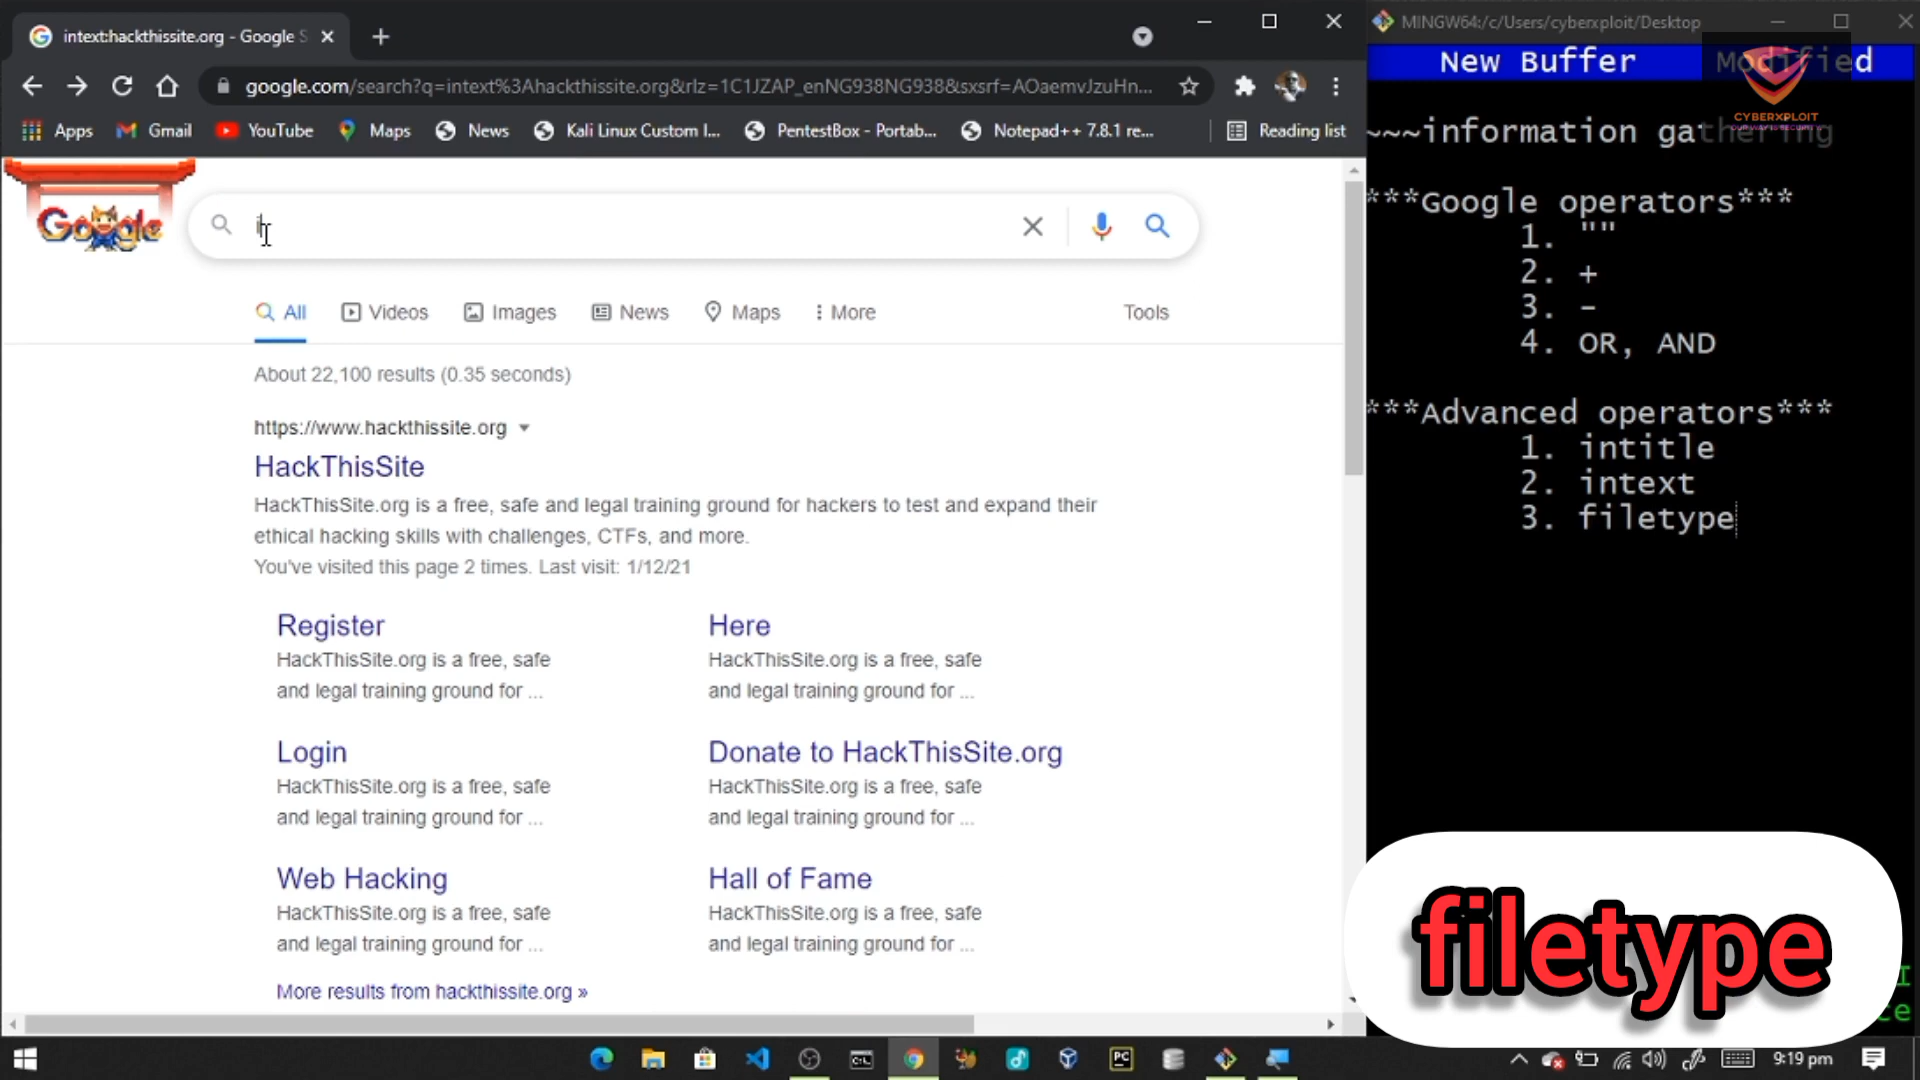 intext:hackthissite.org - Google S
google.com/search?q=intext%3Ahackthissite.org&rlz=1C1JZAP_enNG938NG938&sxsrf=AOaemvJzuHn...
Apps
Gmail
YouTube
Maps
News
Kali Linux Custom I...
PentestBox - Portab...
Notepad++ 7.8.1 re...
Reading list
Google
All
Videos
Images
News
Maps
More
Tools
About 22,100 results (0.35 seconds)
https://www.hackthissite.org
HackThisSite
HackThisSite.org is a free, safe and legal training ground for hackers to test and expand their
ethical hacking skills with challenges, CTFs, and more.
You've visited this page 2 times. Last visit: 1/12/21
Register
HackThisSite.org is a free, safe
and legal training ground for ...
Here
HackThisSite.org is a free, safe
and legal training ground for ...
Login
HackThisSite.org is a free, safe
and legal training ground for ...
Donate to HackThisSite.org
HackThisSite.org is a free, safe
and legal training ground for ...
Web Hacking
HackThisSite.org is a free, safe
and legal training ground for ...
Hall of Fame
HackThisSite.org is a free, safe
and legal training ground for ...
More results from hackthissite.org »
MINGW64:/c/Users/cyberxploit/Desktop
New Buffer Modified
CYBERXPLOIT
OUR WAY IS SECURITY
~~~information gathering
***Google operators***
1. ""
2. +
3. -
4. OR, AND
***Advanced operators***
1. intitle
2. intext
3. filetype
filetype
9:19 pm